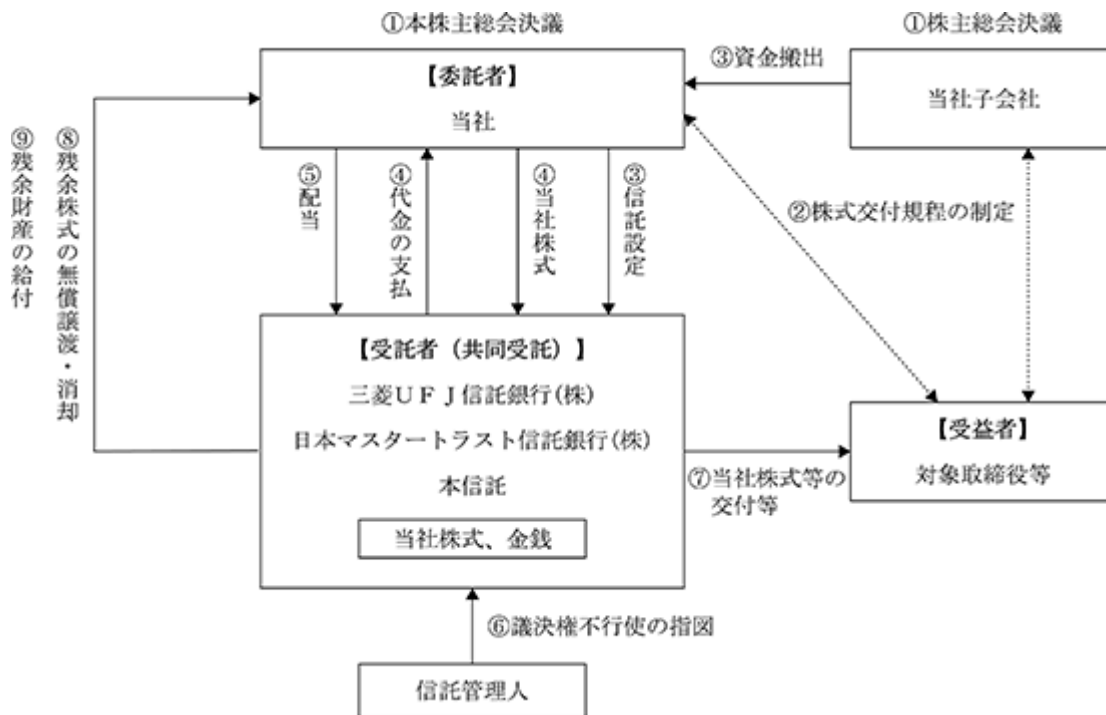 ①本株主総会決議
①株主総会決議
【委託者】
当社
③資金搬出
当社子会社
⑨残余財産の給付
⑧残余株式の無償譲渡・消却
⑤配当
④代金の支払
④当社株式
③信託設定
②株式交付規程の制定
【受託者（共同受託）】
三菱ＵＦＪ信託銀行(株)
日本マスタートラスト信託銀行(株)
本信託
当社株式、金銭
⑦当社株式等の
交付等
【受益者】
対象取締役等
⑥議決権不行使の指図
信託管理人